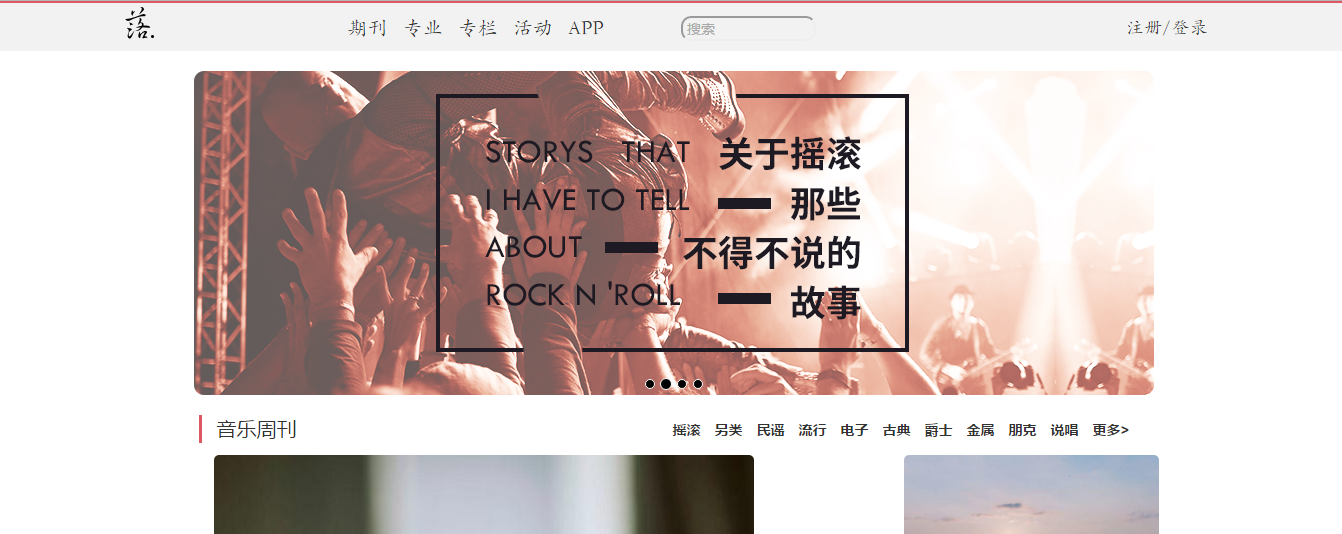 落.
期刊 专业 专栏 活动 APP
搜索
注册/登录
STORYS THAT 关于摇滚
I HAVE TO TELL 那些
ABOUT 不得不说的
ROCK N 'ROLL 故事
音乐周刊
摇滚 另类 民谣 流行 电子 古典 爵士 金属 朋克 说唱 更多>